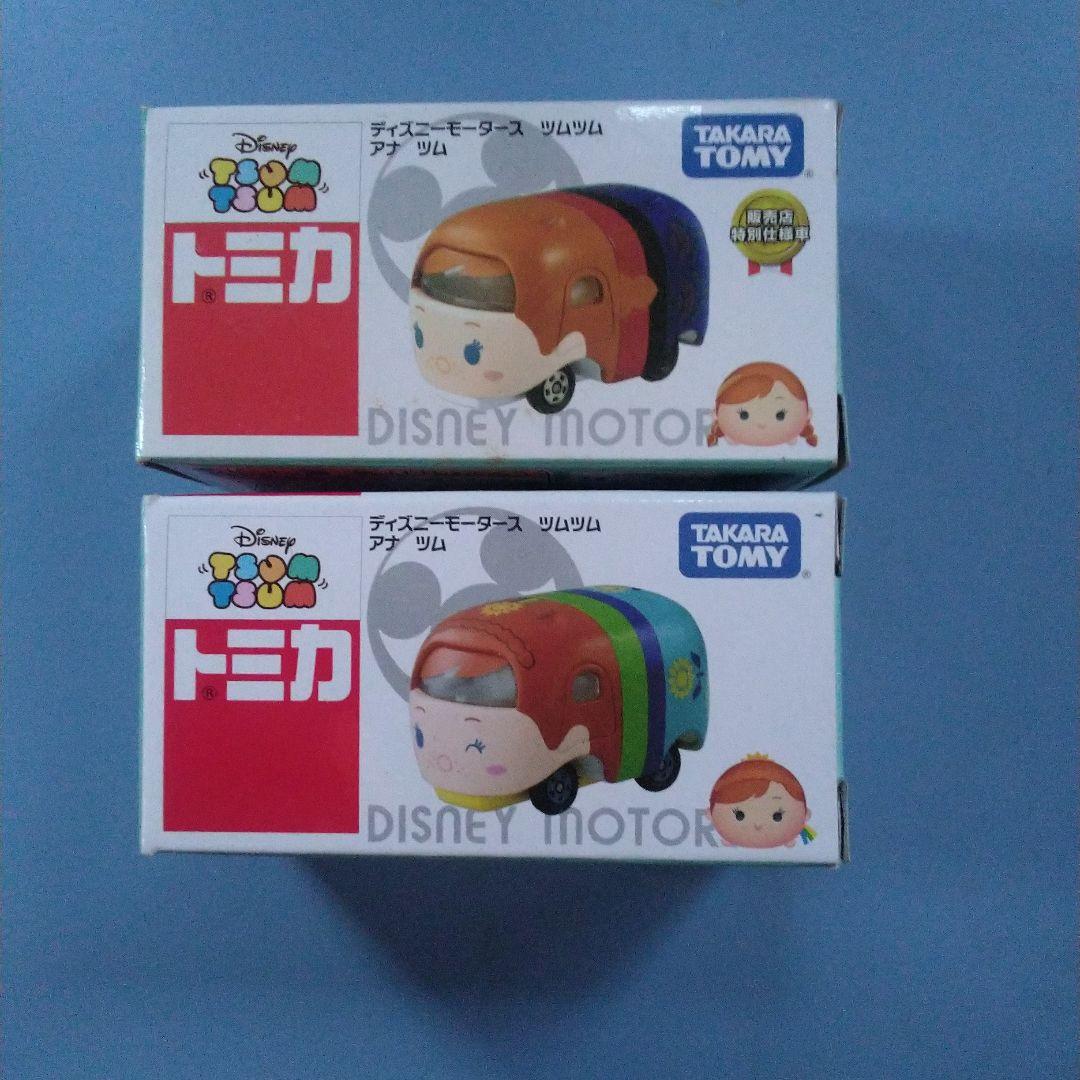 Disney
TSUM
TSUM
トミカ
®
ディズニーモータース ツムツム
アナ ツム
TAKARA
TOMY
®
販売店
特別仕様車
DISNEY MOTOR
Disney
TSUM
TSUM
トミカ
®
ディズニーモータース ツムツム
アナ ツム
TAKARA
TOMY
®
DISNEY MOTOR